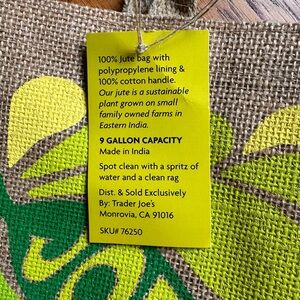 100% Jute bag with
polypropylene lining &
100% cotton handle.
Our jute is a sustainable
plant grown on small
family owned farms in
Eastern India.
9 GALLON CAPACITY
Made in India
Spot clean with a spritz of
water and a clean rag
Dist. & Sold Exclusively
By: Trader Joe's
Monrovia, CA 91016
SKU# 76250